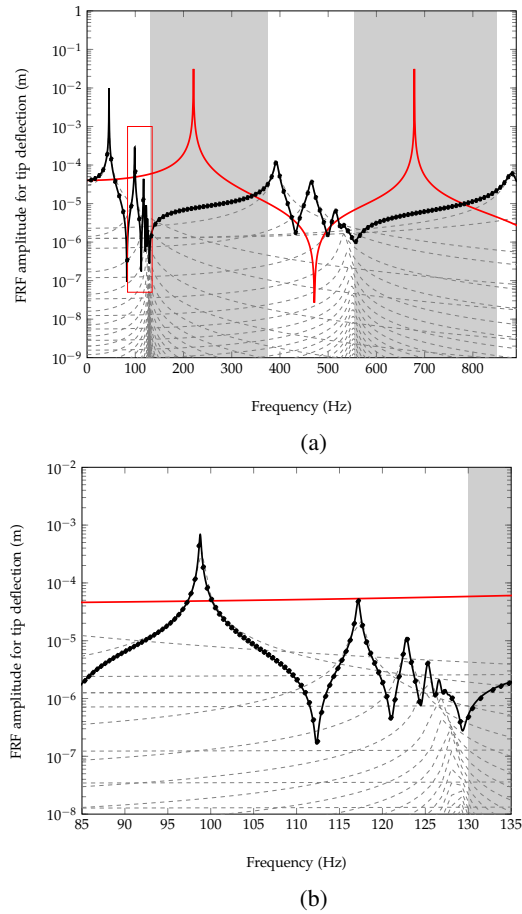 1
10⁻¹
10⁻²
10⁻³
10⁻⁴
10⁻⁵
10⁻⁶
10⁻⁷
10⁻⁸
10⁻⁹
FRF amplitude for tip deflection (m)
0 100 200 300 400 500 600 700 800
Frequency (Hz)
(a)
10⁻²
10⁻³
10⁻⁴
10⁻⁵
10⁻⁶
10⁻⁷
10⁻⁸
FRF amplitude for tip deflection (m)
85 90 95 100 105 110 115 120 125 130 135
Frequency (Hz)
(b)